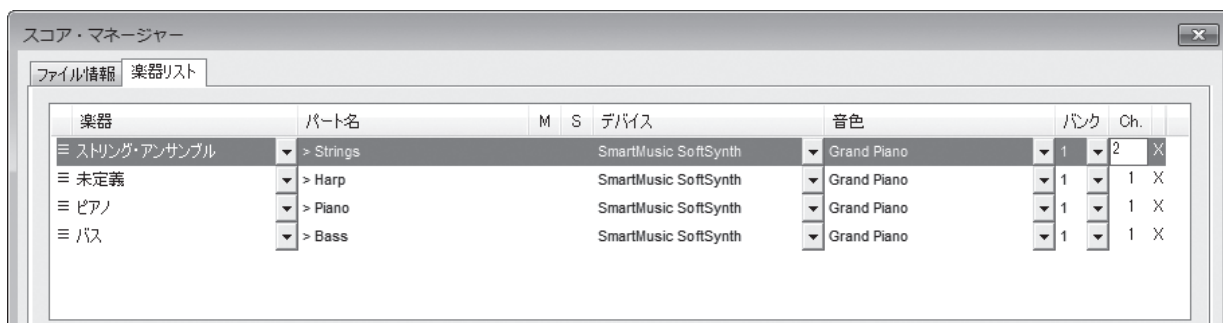 スコア・マネージャー
ファイル情報 楽器リスト
楽器 パート名 M S デバイス 音色 バンク Ch.
ストリング・アンサンブル > Strings SmartMusic SoftSynth Grand Piano 1 2 X
未定義 > Harp SmartMusic SoftSynth Grand Piano 1 1 X
ピアノ > Piano SmartMusic SoftSynth Grand Piano 1 1 X
バス > Bass SmartMusic SoftSynth Grand Piano 1 1 X